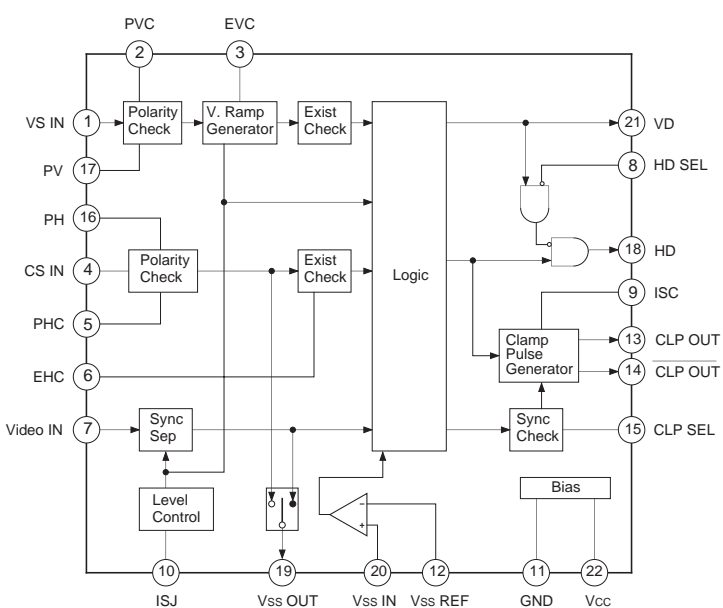 PVC
EVC
2
3
VS IN
1
Polarity
Check
V. Ramp
Generator
Exist
Check
21
VD
PV
17
8
HD SEL
PH
16
CS IN
4
Polarity
Check
Exist
Check
Logic
18
HD
9
ISC
PHC
5
Clamp
Pulse
Generator
13
CLP OUT
EHC
6
14
CLP OUT
Video IN
7
Sync
Sep
Sync
Check
15
CLP SEL
Level
Control
−
+
Bias
10
19
20
12
11
22
ISJ
VSS OUT
VSS IN
VSS REF
GND
VCC